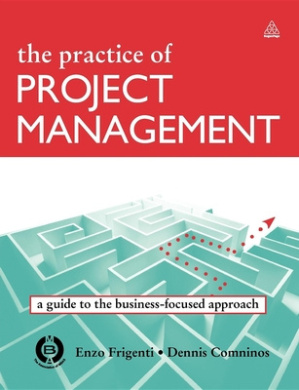 the practice of
PROJECT
MANAGEMENT
a guide to the business-focused approach
Enzo Frigenti • Dennis Comninos